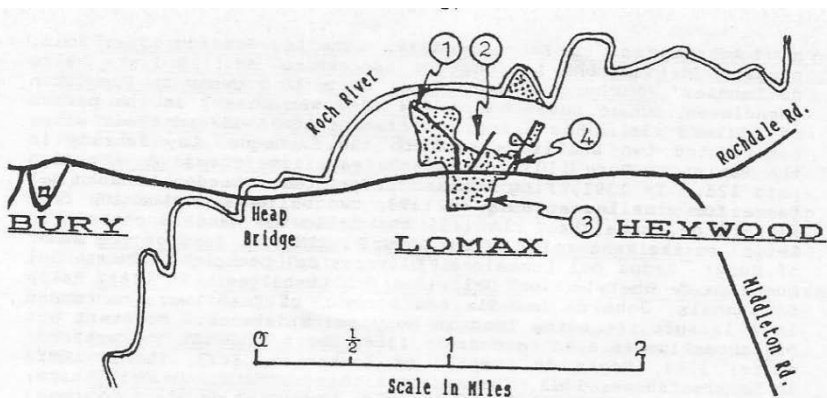 1
2
Roch River
4
Rochdale Rd.
BURY
Heap
Bridge
LOMAX
3
HEYWOOD
0
1/2
1
2
Scale in Miles
Middleton Rd.